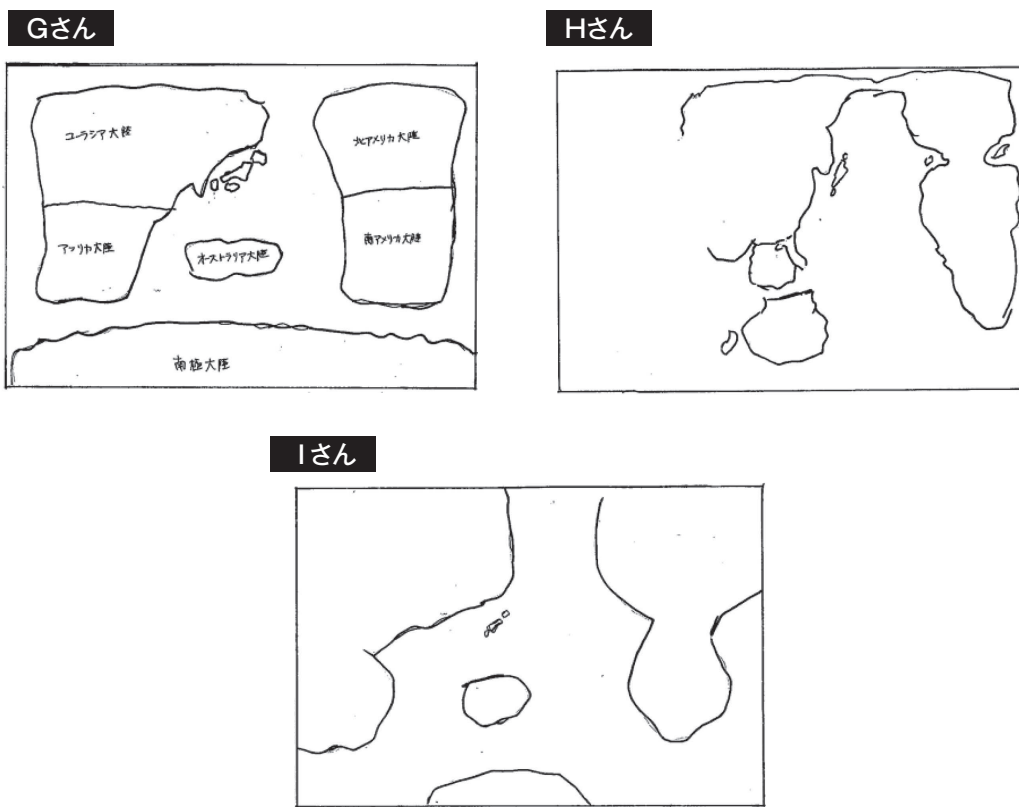 Gさん
Hさん
ユーラシア大陸
北アメリカ大陸
アフリカ大陸
南アメリカ大陸
オーストラリア大陸
南極大陸
Iさん